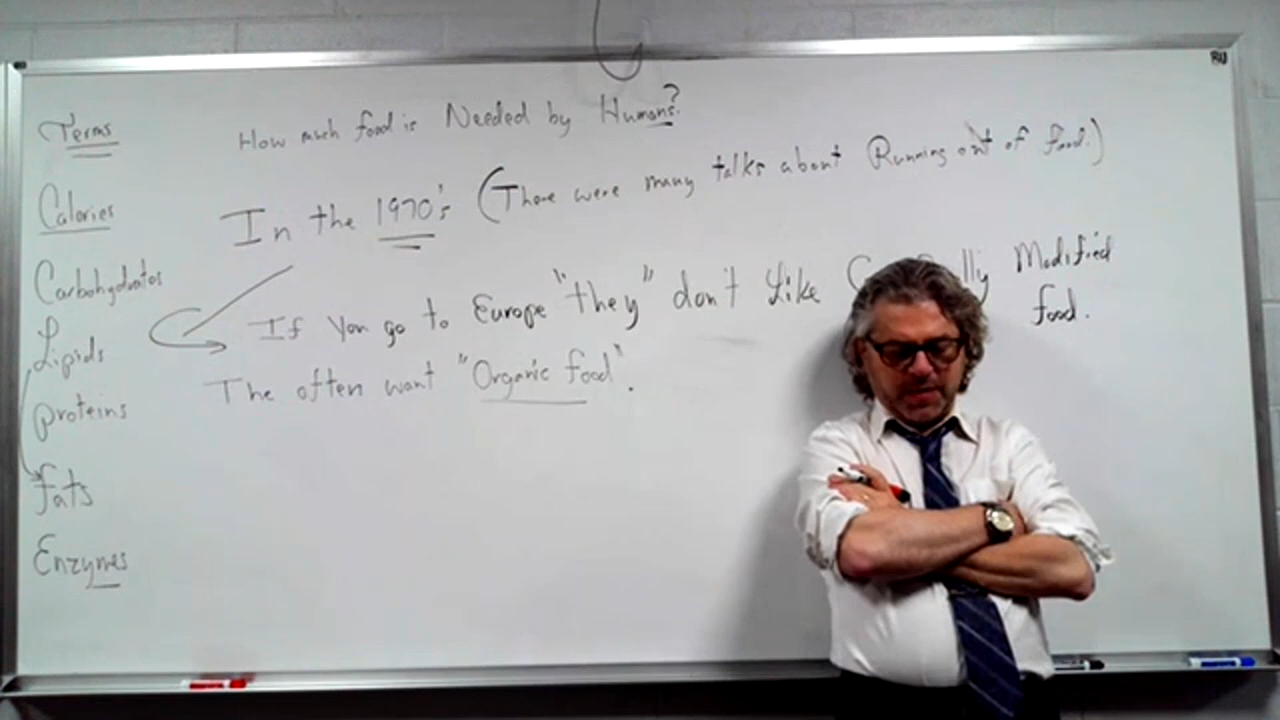 Terms
Calories
Carbohydrates
Lipids
Proteins
Fats
Enzymes
How much food is Needed by Humans?
In the 1970's (There were many talks about Running out of food.)
If You go to Europe "they" don't Like Modified
food.
The often want "Organic food".
BU